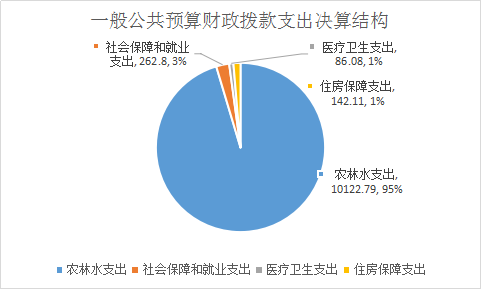 一般公共预算财政拨款支出决算结构
社会保障和就业
支出, 262.8, 3%
医疗卫生支出,
86.08, 1%
住房保障支出,
142.11, 1%
农林水支出,
10122.79, 95%
农林水支出 社会保障和就业支出 医疗卫生支出 住房保障支出